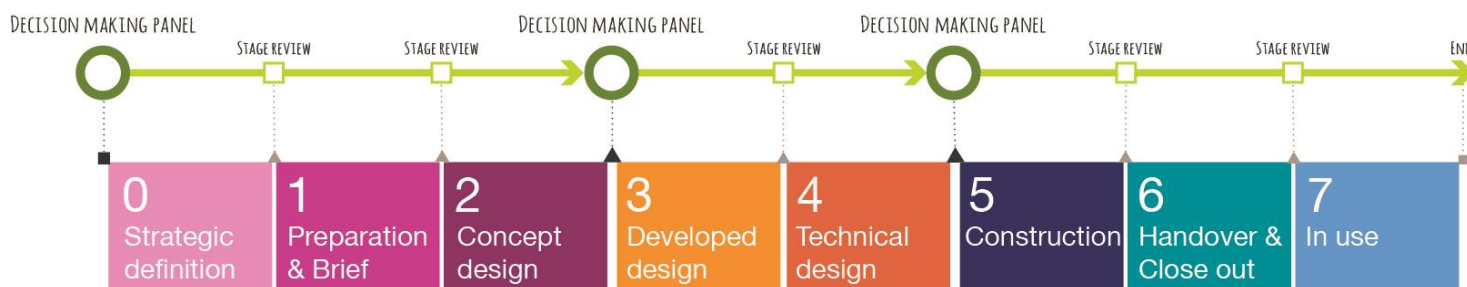 DECISION MAKING PANEL
STAGE REVIEW
STAGE REVIEW
DECISION MAKING PANEL
STAGE REVIEW
DECISION MAKING PANEL
STAGE REVIEW
STAGE REVIEW
0
Strategic
definition
1
Preparation
& Brief
2
Concept
design
3
Developed
design
4
Technical
design
5
Construction
6
Handover &
Close out
7
In use